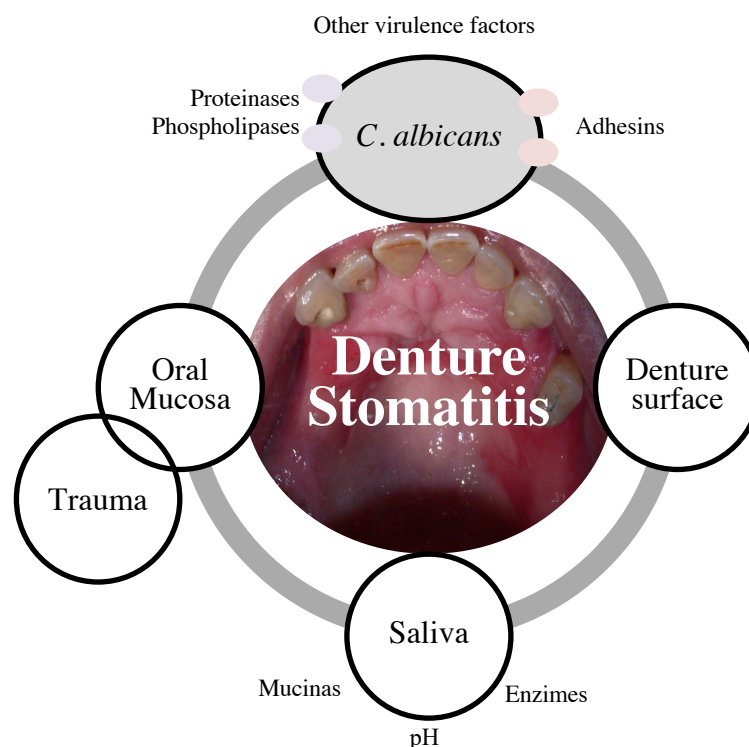 Other virulence factors
Proteinases
Phospholipases
C. albicans
Adhesins
Denture
Stomatitis
Oral
Mucosa
Denture
surface
Trauma
Saliva
Mucinas
Enzimes
pH